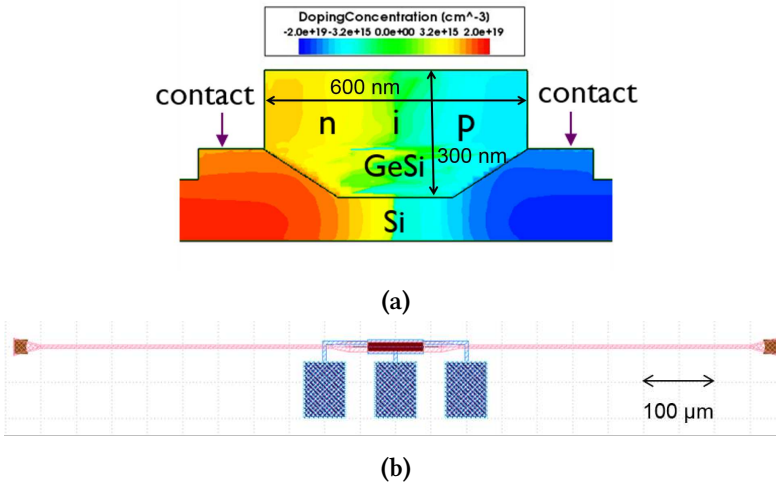 DopingConcentration (cm^-3)
-2.0e+19 -3.2e+15 0.0e+00 3.2e+15 2.0e+19
600 nm
contact
contact
n i p
300 nm
GeSi
Si
(a)
100 µm
(b)